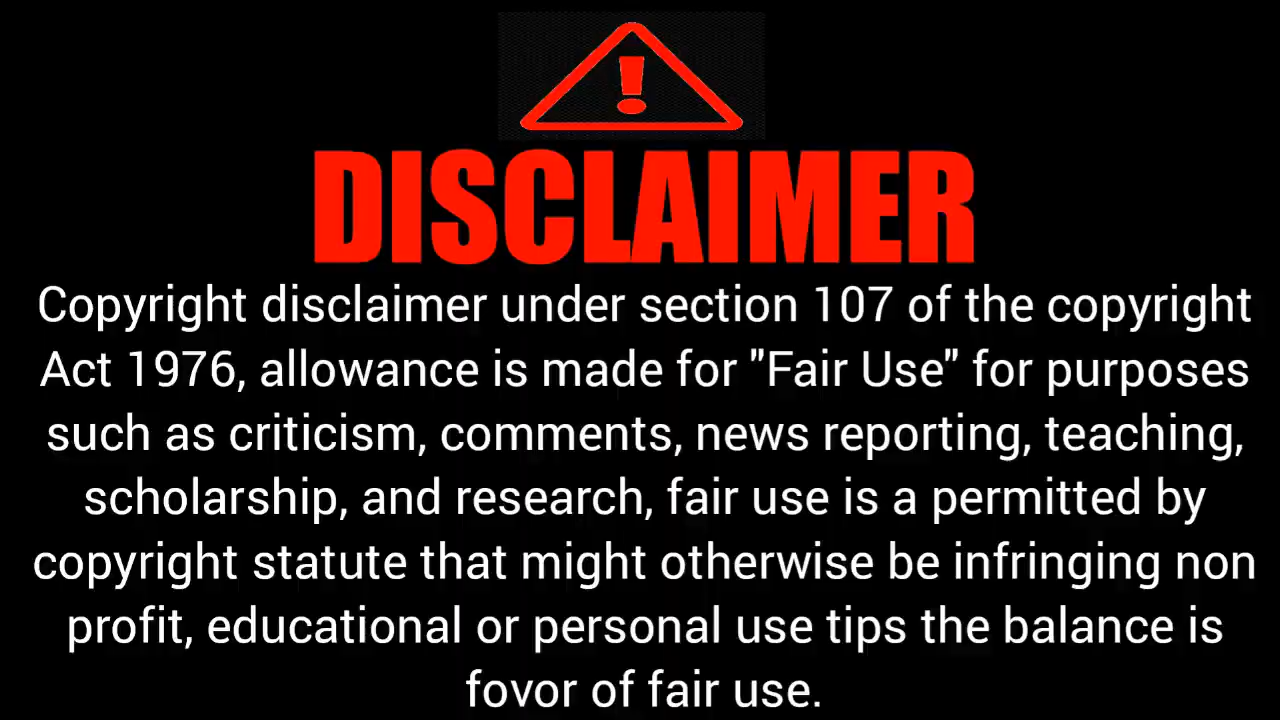 DISCLAIMER
Copyright disclaimer under section 107 of the copyright
Act 1976, allowance is made for "Fair Use" for purposes
such as criticism, comments, news reporting, teaching,
scholarship, and research, fair use is a permitted by
copyright statute that might otherwise be infringing non
profit, educational or personal use tips the balance is
fovor of fair use.